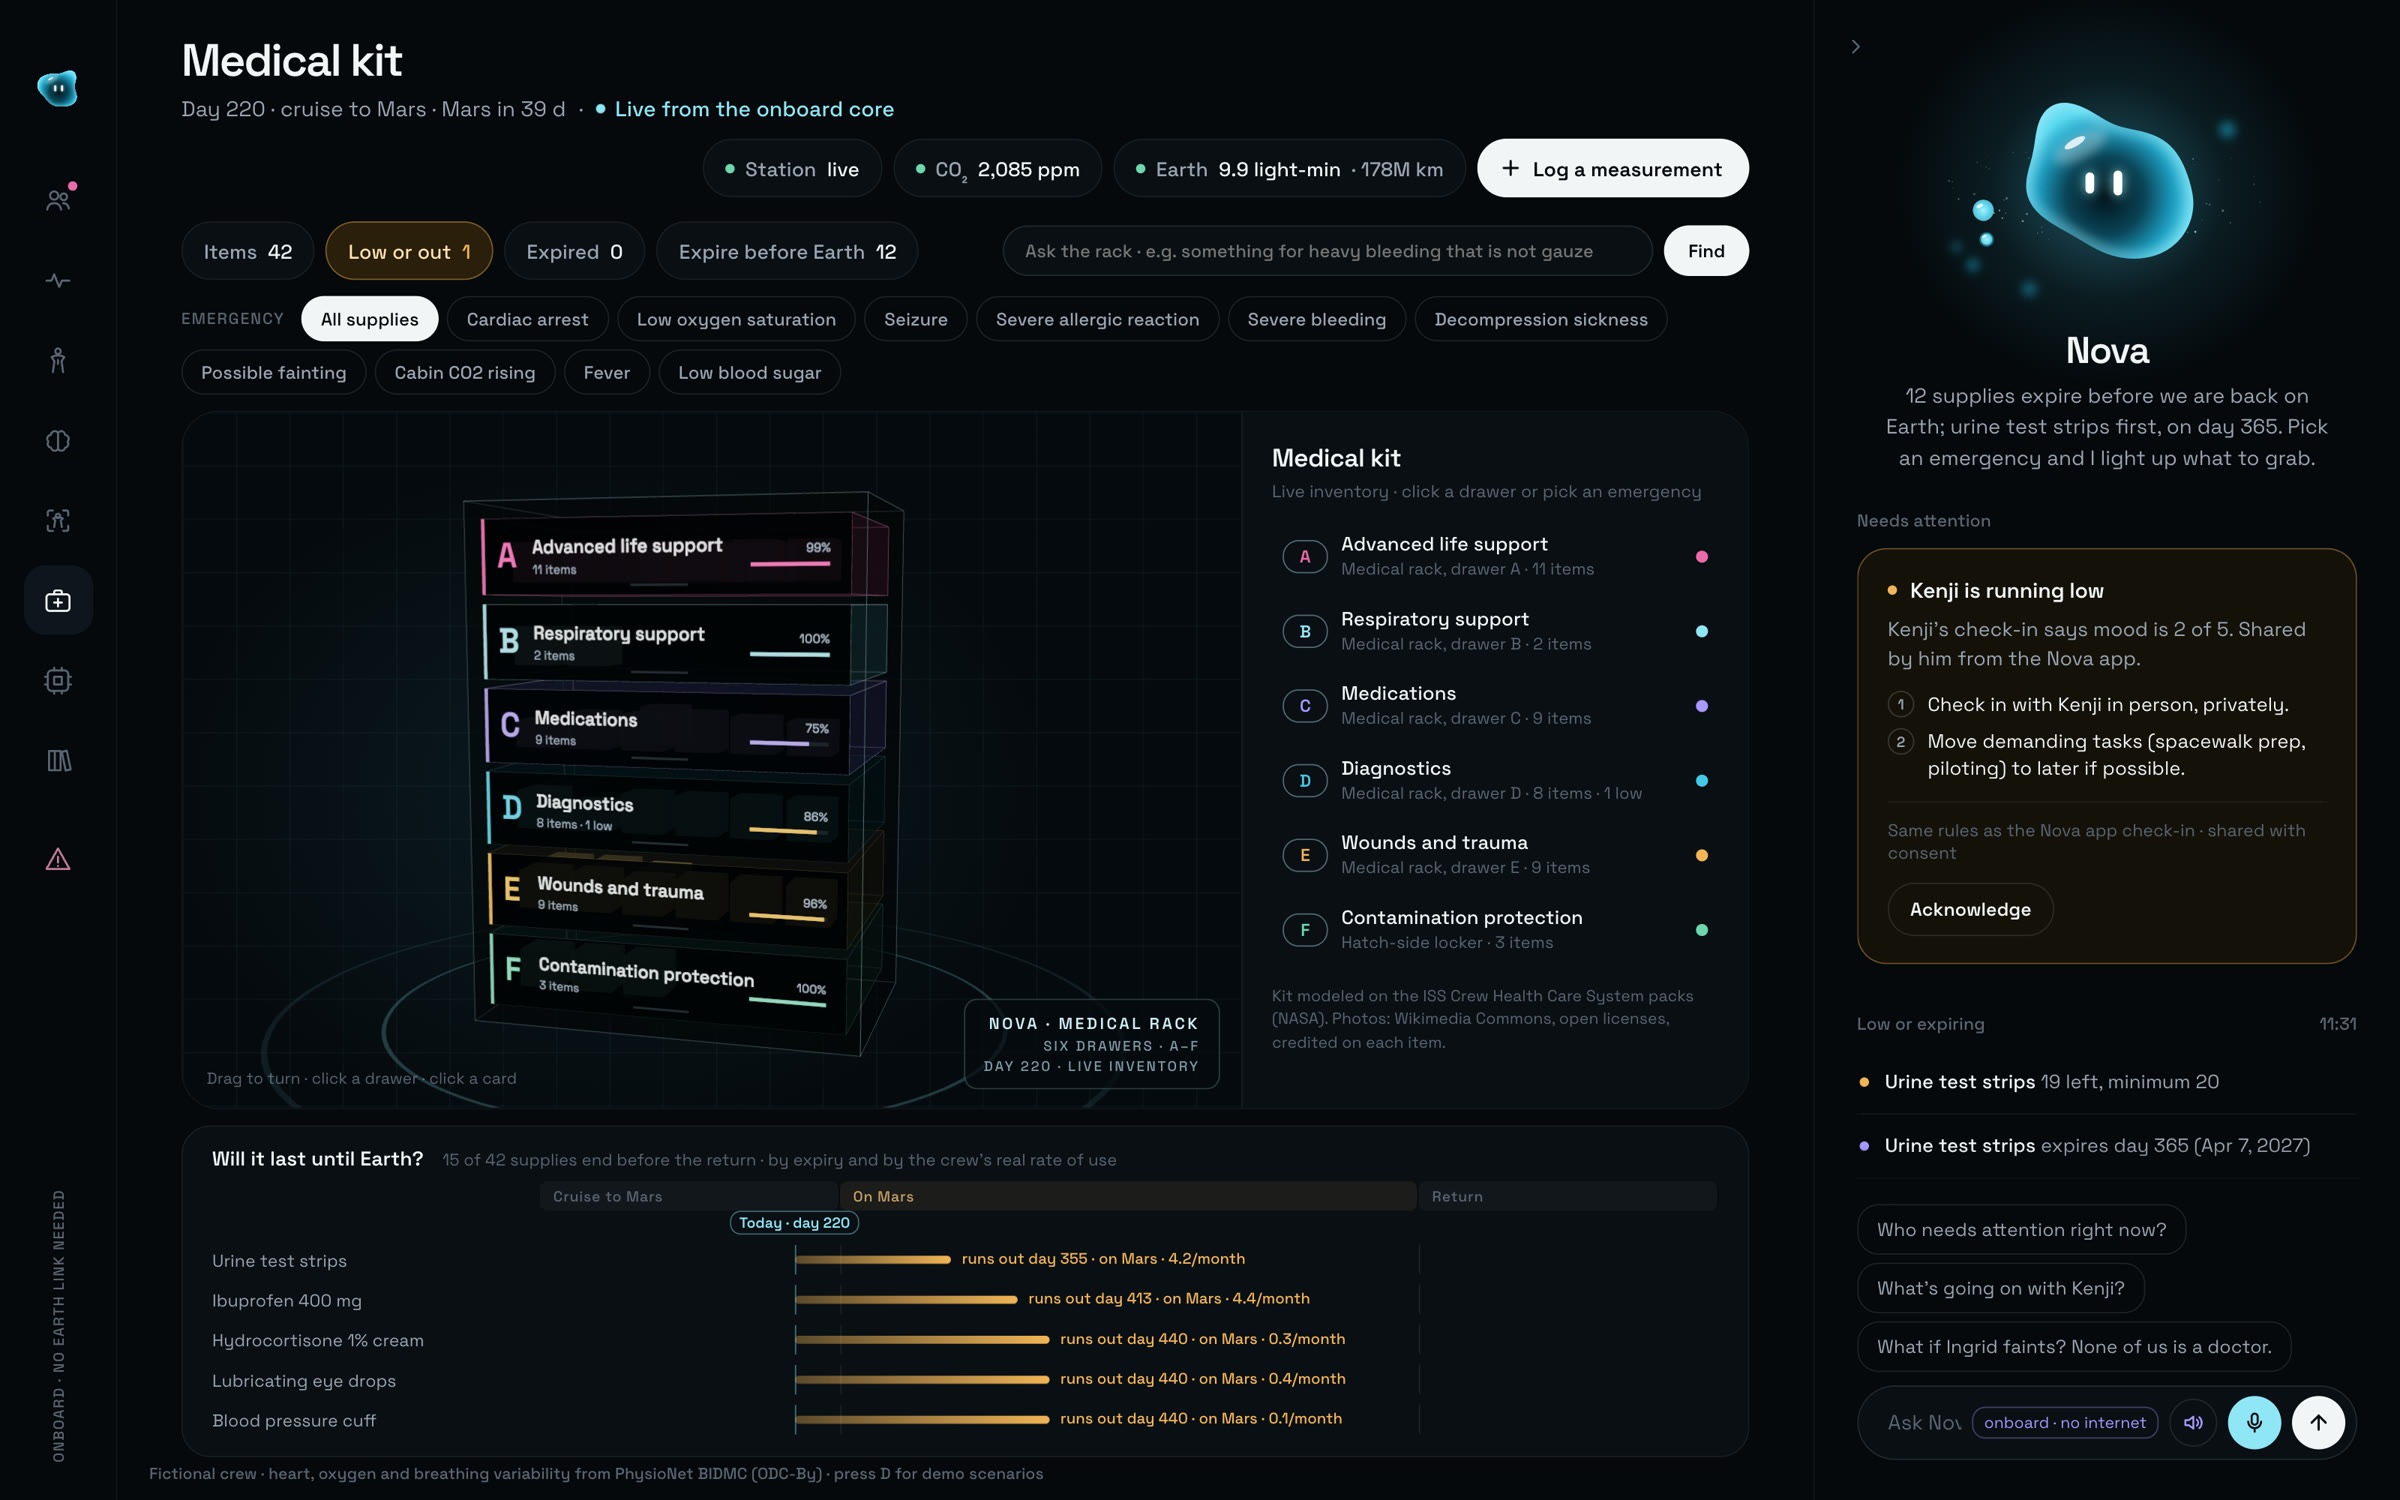 Medical kit
Day 220 · cruise to Mars · Mars in 39 d · Live from the onboard core
Station live
CO₂ 2,085 ppm
Earth 9.9 light-min · 178M km
+ Log a measurement
Items 42
Low or out 1
Expired 0
Expire before Earth 12
Ask the rack · e.g. something for heavy bleeding that is not gauze
Find
EMERGENCY
All supplies
Cardiac arrest
Low oxygen saturation
Seizure
Severe allergic reaction
Severe bleeding
Decompression sickness
Possible fainting
Cabin CO2 rising
Fever
Low blood sugar
A Advanced life support 99%
11 items
B Respiratory support 100%
2 items
C Medications 75%
9 items
D Diagnostics 86%
8 items · 1 low
E Wounds and trauma 96%
9 items
F Contamination protection 100%
3 items
NOVA · MEDICAL RACK
SIX DRAWERS · A–F
DAY 220 · LIVE INVENTORY
Drag to turn · click a drawer · click a card
Medical kit
Live inventory · click a drawer or pick an emergency
A Advanced life support
Medical rack, drawer A · 11 items
B Respiratory support
Medical rack, drawer B · 2 items
C Medications
Medical rack, drawer C · 9 items
D Diagnostics
Medical rack, drawer D · 8 items · 1 low
E Wounds and trauma
Medical rack, drawer E · 9 items
F Contamination protection
Hatch-side locker · 3 items
Kit modeled on the ISS Crew Health Care System packs
(NASA). Photos: Wikimedia Commons, open licenses,
credited on each item.
Will it last until Earth? 15 of 42 supplies end before the return · by expiry and by the crew's real rate of use
Cruise to Mars
On Mars
Return
Today · day 220
Urine test strips runs out day 355 · on Mars · 4.2/month
Ibuprofen 400 mg runs out day 413 · on Mars · 4.4/month
Hydrocortisone 1% cream runs out day 440 · on Mars · 0.3/month
Lubricating eye drops runs out day 440 · on Mars · 0.4/month
Blood pressure cuff runs out day 440 · on Mars · 0.1/month
Fictional crew · heart, oxygen and breathing variability from PhysioNet BIDMC (ODC-By) · press D for demo scenarios
ONBOARD · NO EARTH LINK NEEDED
Nova
12 supplies expire before we are back on
Earth; urine test strips first, on day 365. Pick
an emergency and I light up what to grab.
Needs attention
Kenji is running low
Kenji's check-in says mood is 2 of 5. Shared
by him from the Nova app.
1 Check in with Kenji in person, privately.
2 Move demanding tasks (spacewalk prep,
piloting) to later if possible.
Same rules as the Nova app check-in · shared with
consent
Acknowledge
Low or expiring 11:31
Urine test strips 19 left, minimum 20
Urine test strips expires day 365 (Apr 7, 2027)
Who needs attention right now?
What's going on with Kenji?
What if Ingrid faints? None of us is a doctor.
Ask Nov
onboard · no internet